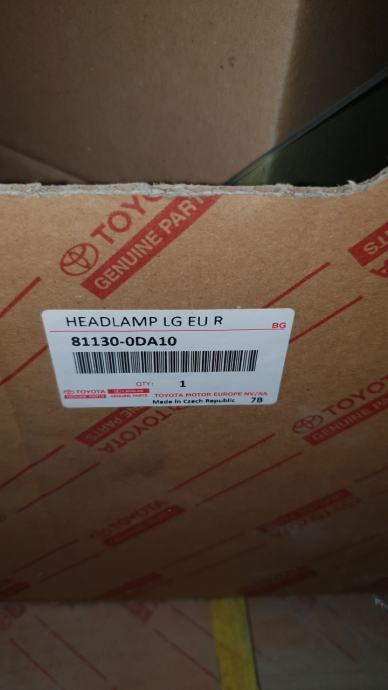 TOYOTA
GENUINE PARTS
HEADLAMP LG EU R
BG
81130-0DA10
QTY: 1
TOYOTA
GENUINE PARTS
TOYOTA MOTOR EUROPE NV/SA
Made in Czech Republic 7B
TOYOTA
GENUINE
TOYOTA